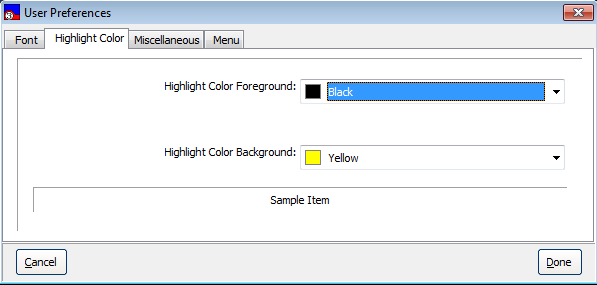 User Preferences
Font Highlight Color Miscellaneous Menu
Highlight Color Foreground: Black
Highlight Color Background: Yellow
Sample Item
Cancel Done